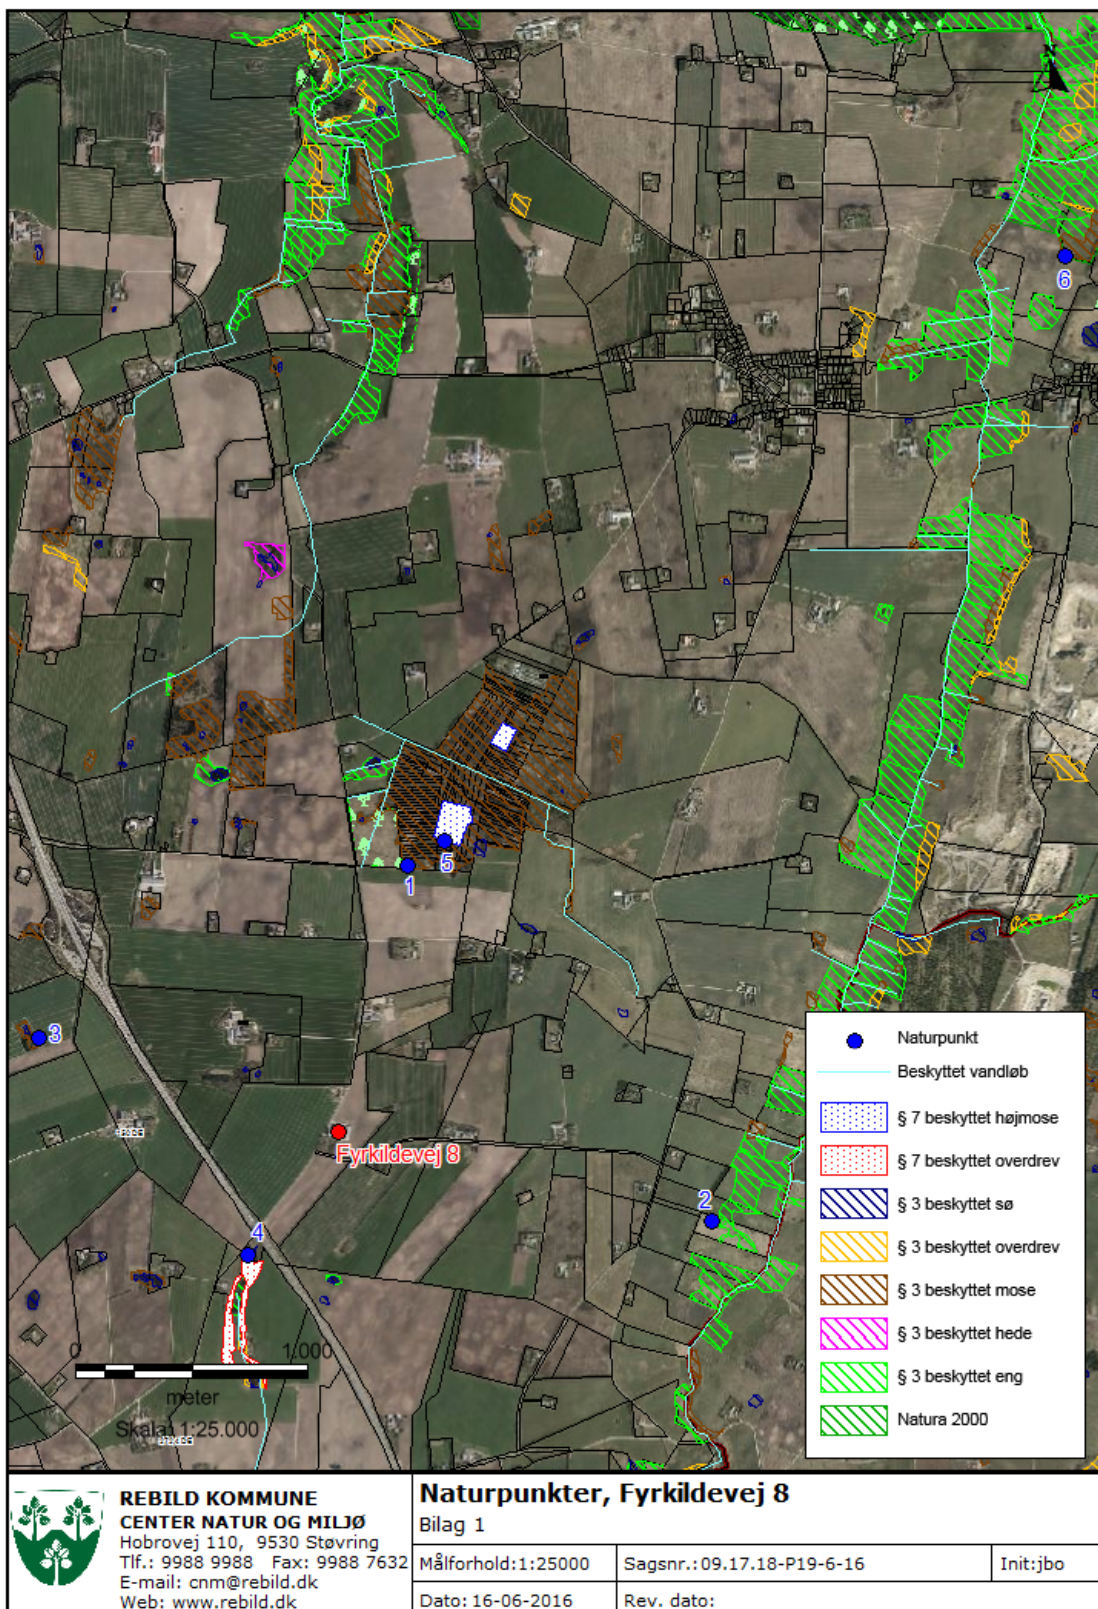 6
1
5
3
Fyrkildevej 8
2
4
0 1.000
meter
Skala: 1:25.000
Naturpunkt
Beskyttet vandløb
§ 7 beskyttet højmose
§ 7 beskyttet overdrev
§ 3 beskyttet sø
§ 3 beskyttet overdrev
§ 3 beskyttet mose
§ 3 beskyttet hede
§ 3 beskyttet eng
Natura 2000
REBILD KOMMUNE
CENTER NATUR OG MILJØ
Hobrovej 110, 9530 Støvring
Tlf.: 9988 9988 Fax: 9988 7632
E-mail: cnm@rebild.dk
Web: www.rebild.dk
Naturpunkter, Fyrkildevej 8
Bilag 1
Målforhold:1:25000 Sagsnr.:09.17.18-P19-6-16 Init:jbo
Dato: 16-06-2016 Rev. dato: